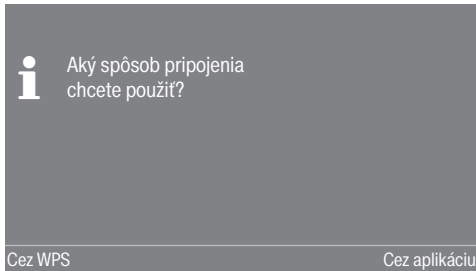 Aký spôsob pripojenia
chcete použiť?
Cez WPS
Cez aplikáciu